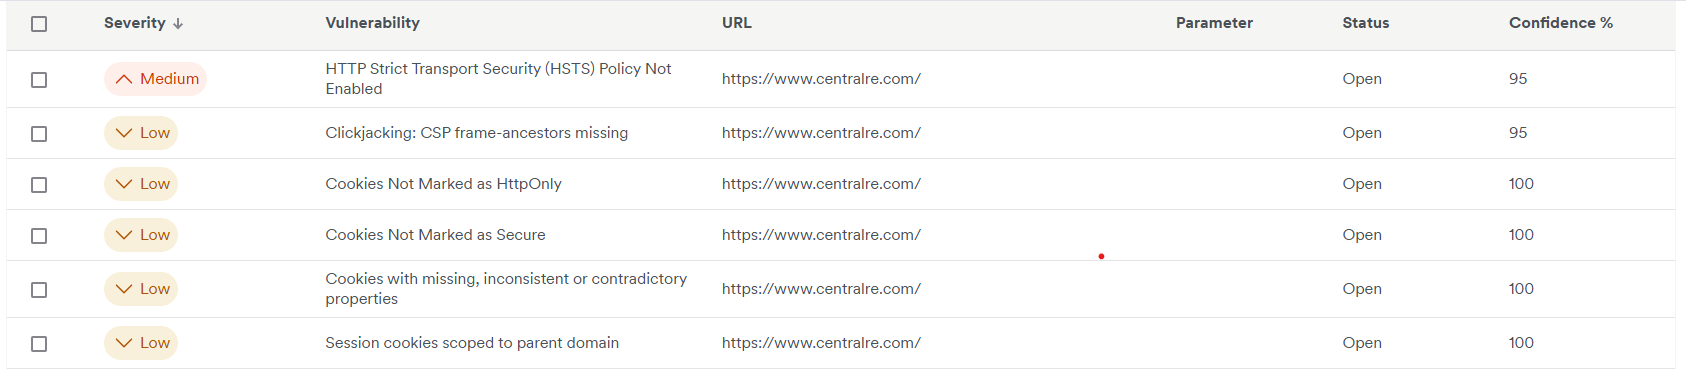 Severity Vulnerability URL Parameter Status Confidence %
Medium HTTP Strict Transport Security (HSTS) Policy Not Enabled https://www.centralre.com/ Open 95
Low Clickjacking: CSP frame-ancestors missing https://www.centralre.com/ Open 95
Low Cookies Not Marked as HttpOnly https://www.centralre.com/ Open 100
Low Cookies Not Marked as Secure https://www.centralre.com/ Open 100
Low Cookies with missing, inconsistent or contradictory properties https://www.centralre.com/ Open 100
Low Session cookies scoped to parent domain https://www.centralre.com/ Open 100